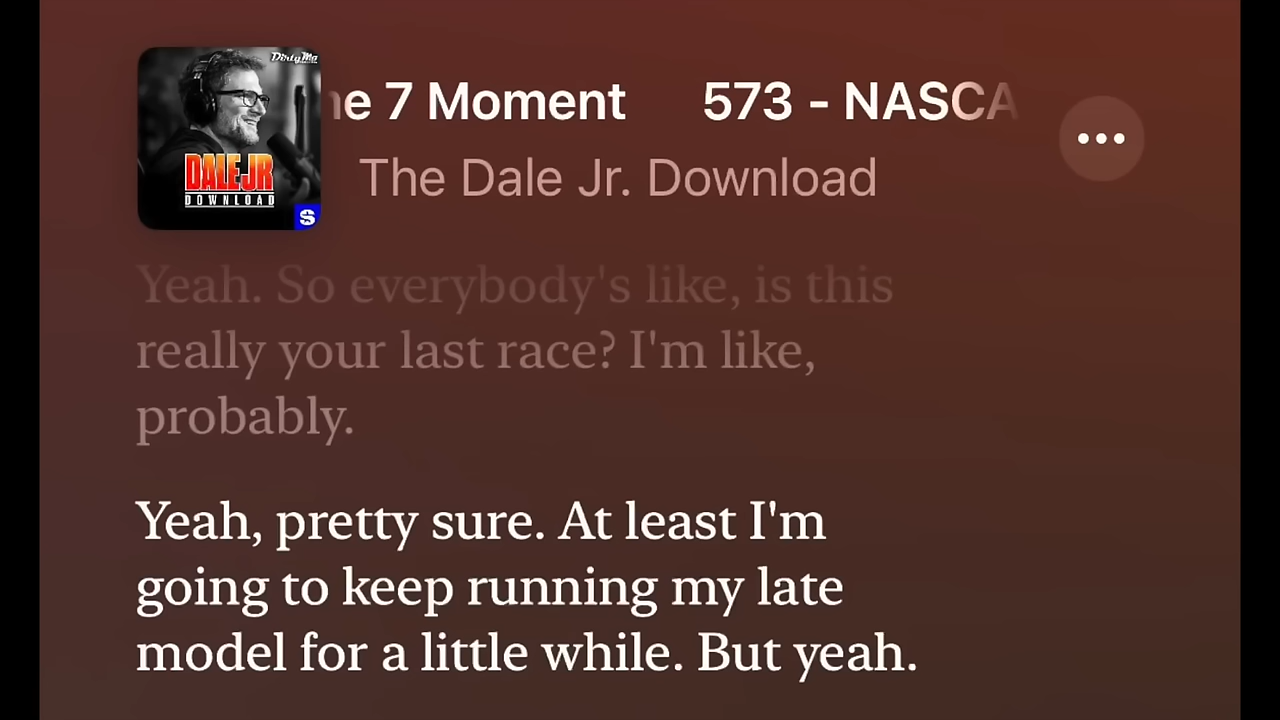 DirtyMo
ne 7 Moment 573 - NASCA
The Dale Jr. Download
DALE JR
DOWNLOAD
S
Yeah. So everybody's like, is this
really your last race? I'm like,
probably.
Yeah, pretty sure. At least I'm
going to keep running my late
model for a little while. But yeah.